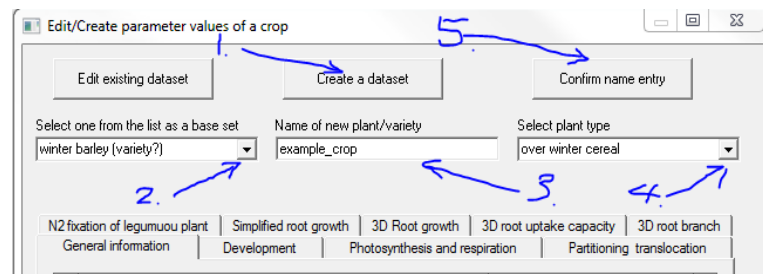 Edit/Create parameter values of a crop
1. 5.
Edit existing dataset Create a dataset Confirm name entry
Select one from the list as a base set Name of new plant/variety Select plant type
winter barley (variety?) example_crop over winter cereal
2. 3. 4.
N2 fixation of legumuou plant Simplified root growth 3D Root growth 3D root uptake capacity 3D root branch
General information Development Photosynthesis and respiration Partitioning translocation